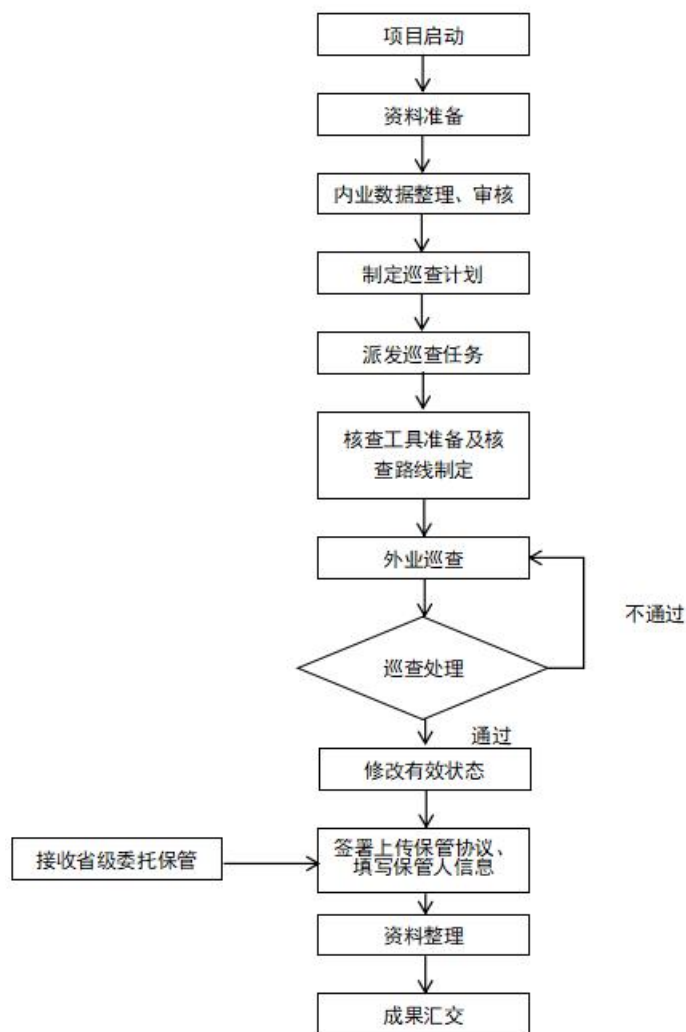 项目启动
资料准备
内业数据整理、审核
制定巡查计划
派发巡查任务
核查工具准备及核
查路线制定
外业巡查
不通过
巡查处理
通过
修改有效状态
接收省级委托保管
签署上传保管协议、
填写保管人信息
资料整理
成果汇交